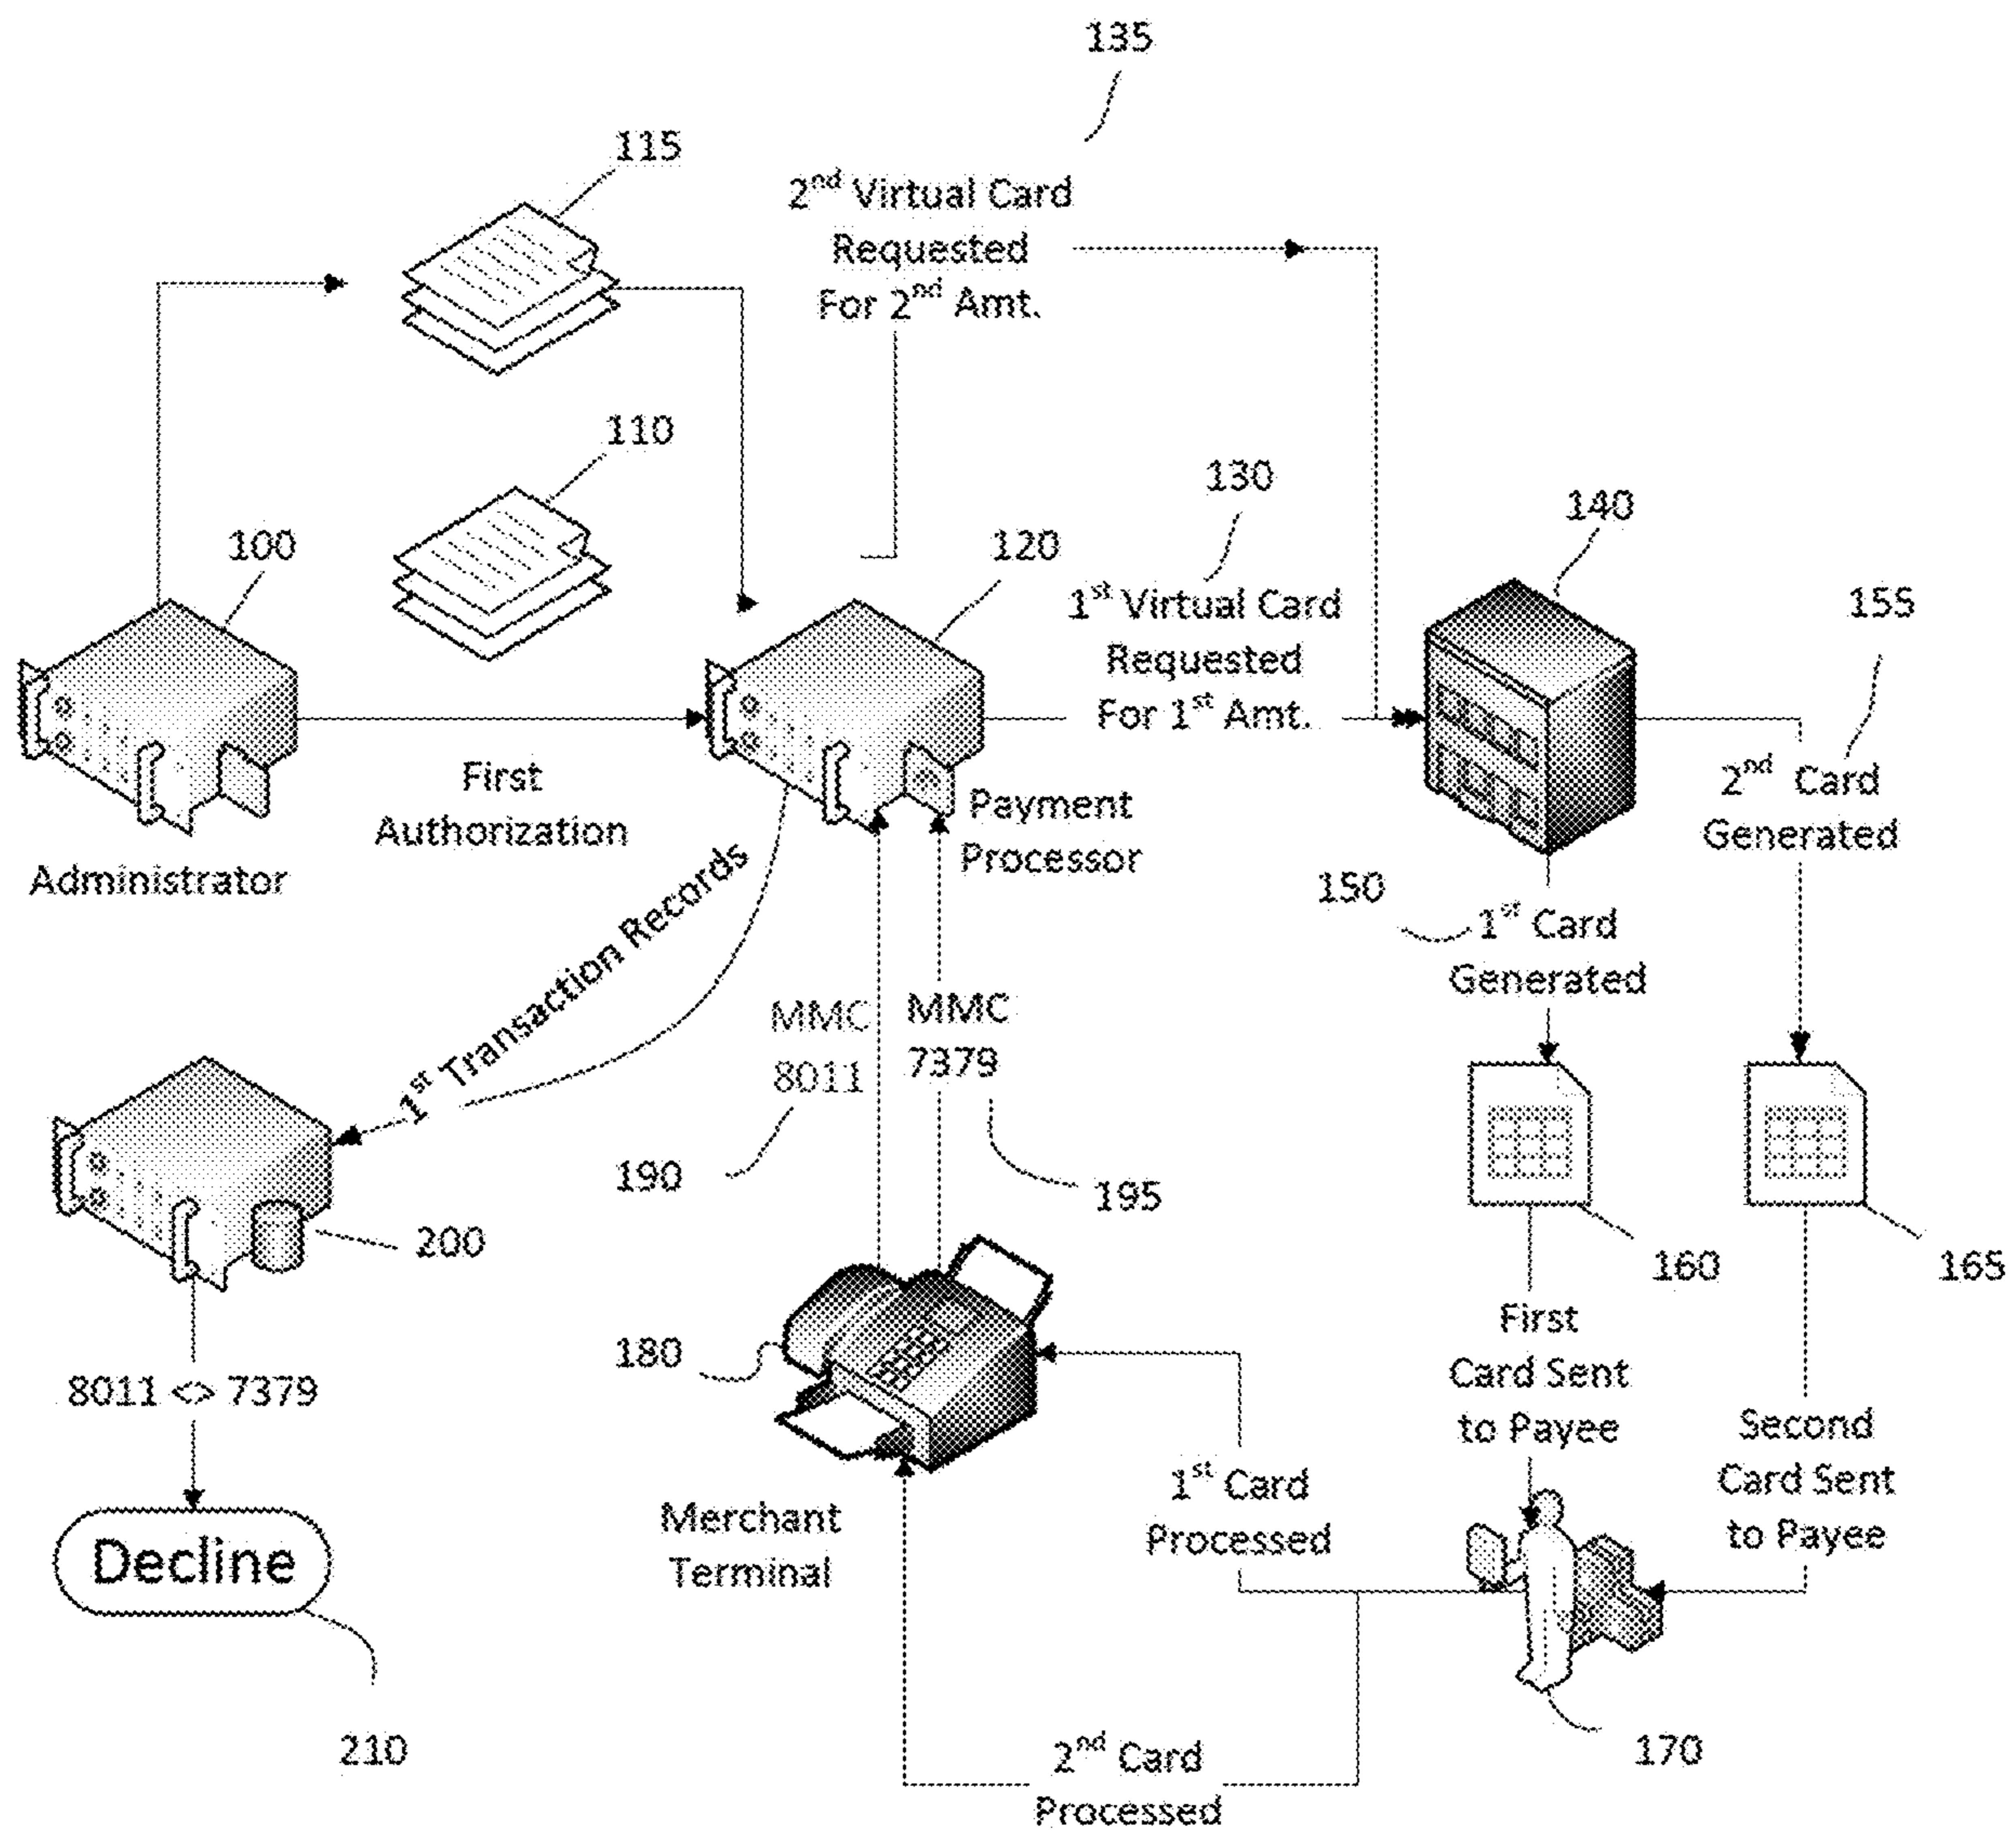 135
115
2nd Virtual Card
Requested
For 2nd Amt.
110
130
140
100
120
1st Virtual Card
Requested
For 1st Amt.
155
First
Authorization
Payment
Processor
2nd Card
Generated
Administrator
150
1st Card
Generated
1st Transaction Records
MMC
8011
MMC
7379
190
195
200
160
165
First
Card Sent
to Payee
180
8011 <> 7379
Second
Card Sent
to Payee
1st Card
Processed
Merchant
Terminal
Decline
210
170
2nd Card
Processed